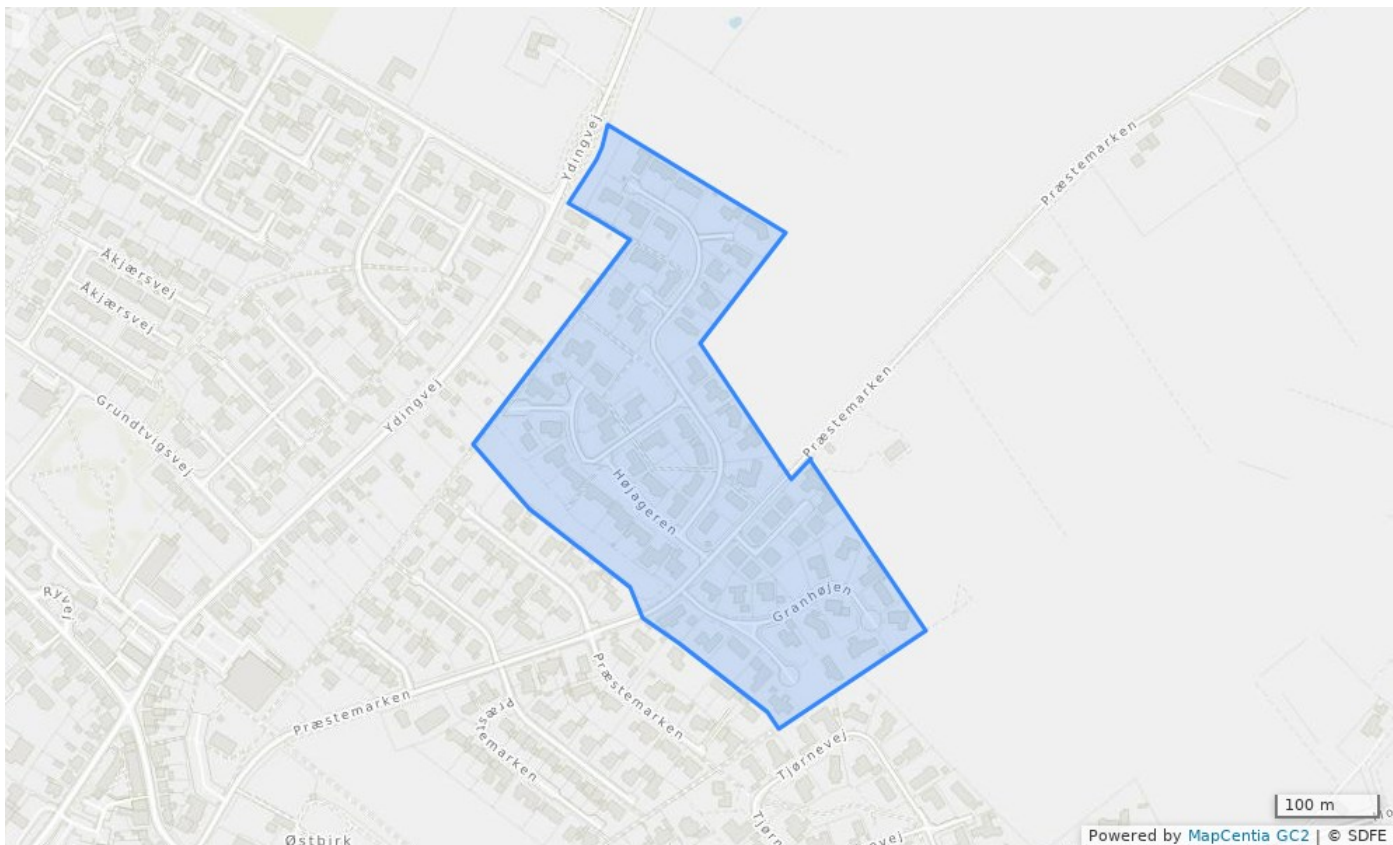 Ydingvej
Præstemarken
Åkjærsvej
Åkjærsvej
Præstemarken
Ydingvej
Grundtvigsvej
Højageren
Ryvej
Granhøjen
Præstemarken
Præstemarken
Præstemarken
Tjørnevej
100 m
Østbirk
Powered by MapCentia GC2 | © SDFE